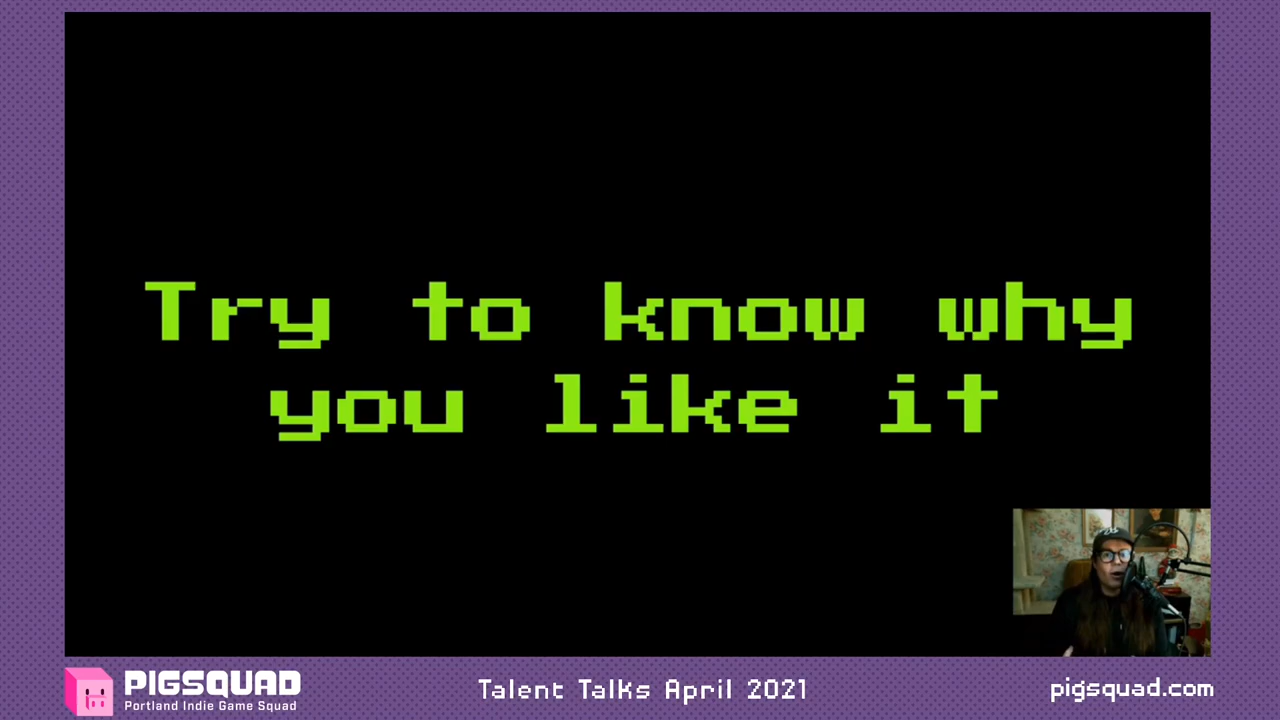 Try to know why
you like it
PIGSQUAD
Portland Indie Game Squad
Talent Talks April 2021
pigsquad.com